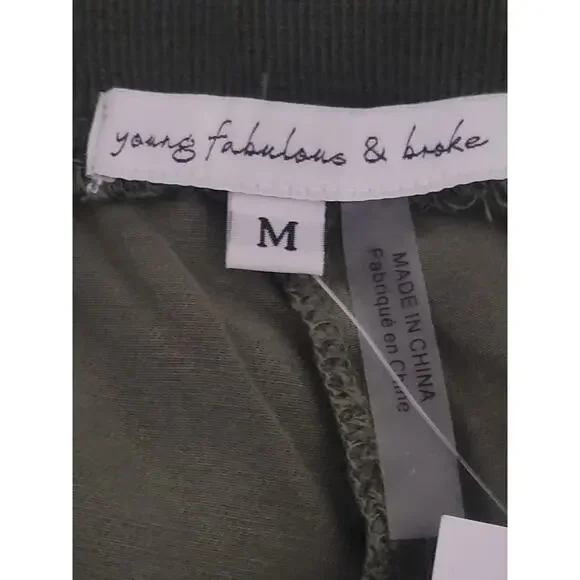 young fabulous & broke
M
MADE IN CHINA
Fabriqué en Chine